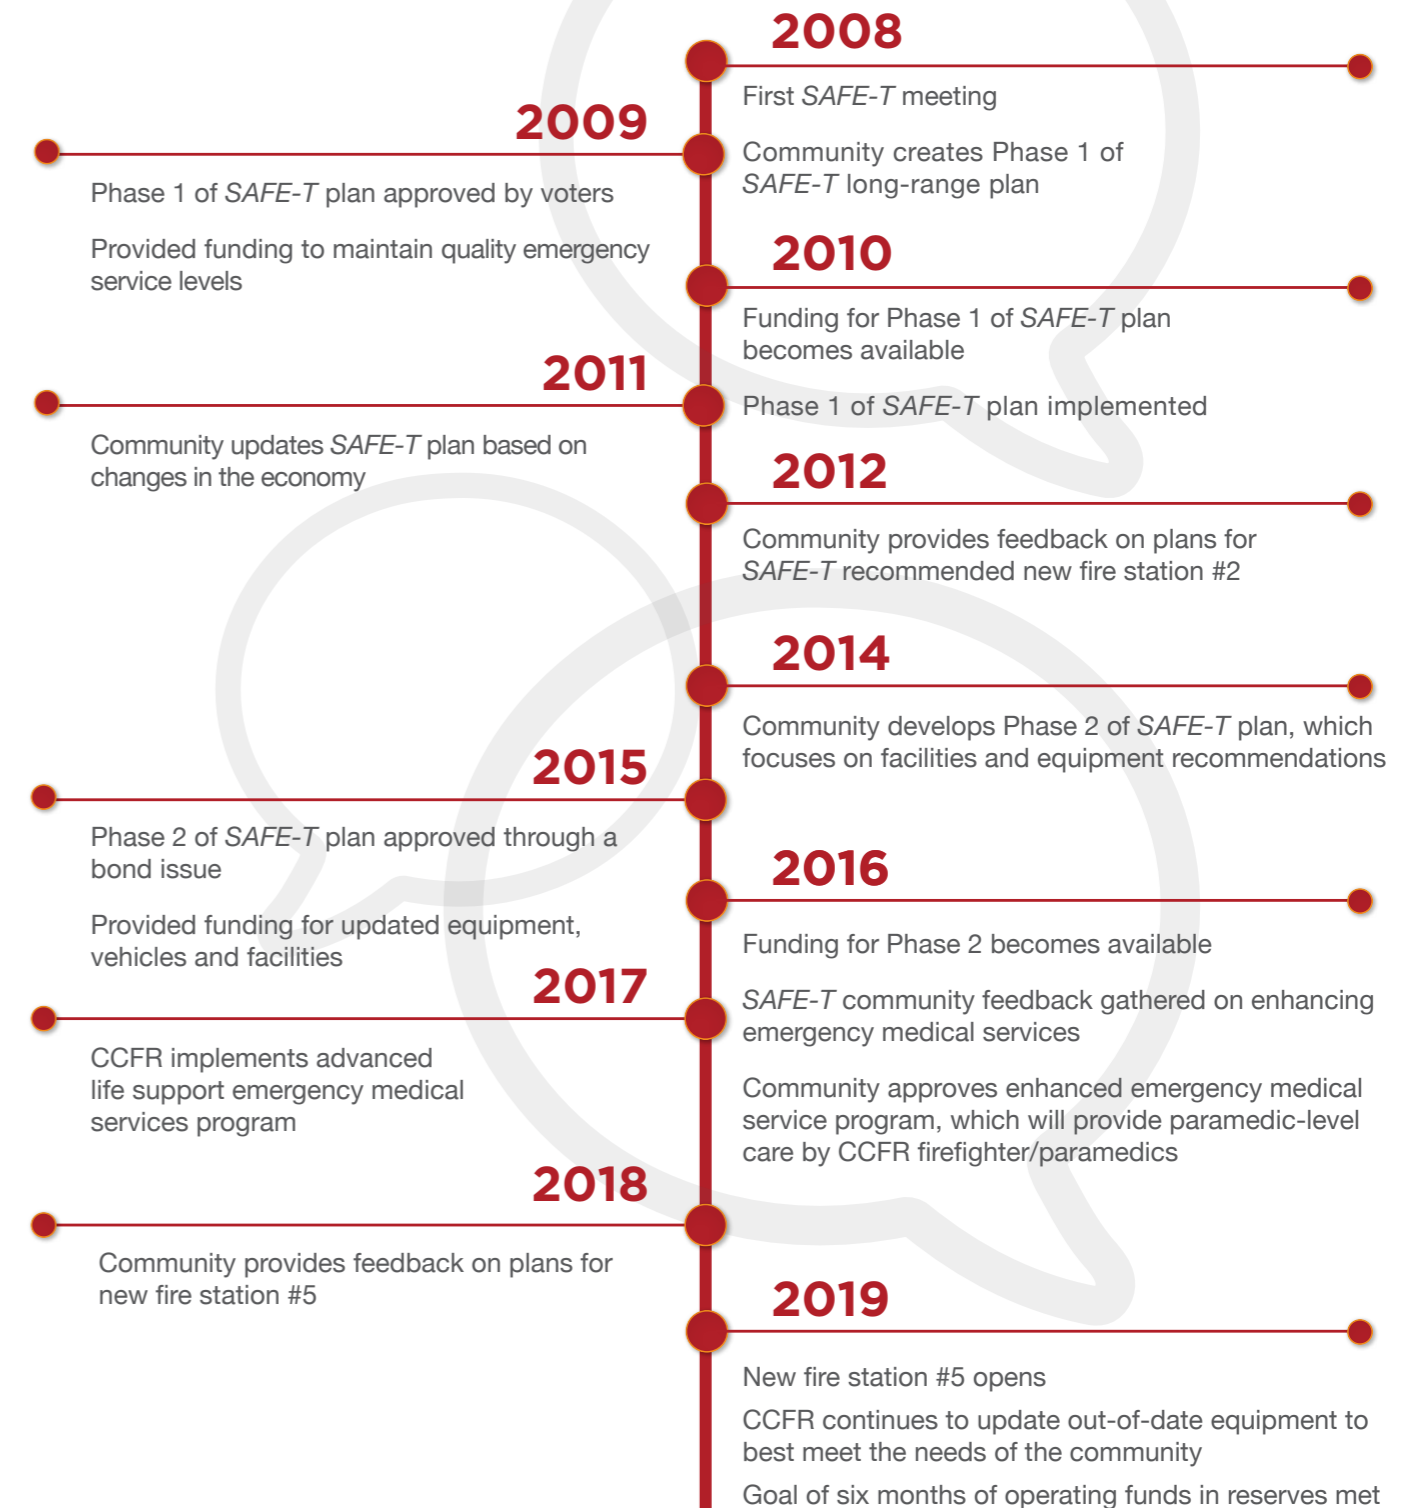 2008
First SAFE-T meeting
Community creates Phase 1 of
SAFE-T long-range plan
2009
Phase 1 of SAFE-T plan approved by voters
Provided funding to maintain quality emergency
service levels
2010
Funding for Phase 1 of SAFE-T plan
becomes available
Phase 1 of SAFE-T plan implemented
2011
Community updates SAFE-T plan based on
changes in the economy
2012
Community provides feedback on plans for
SAFE-T recommended new fire station #2
2014
Community develops Phase 2 of SAFE-T plan, which
focuses on facilities and equipment recommendations
2015
Phase 2 of SAFE-T plan approved through a
bond issue
Provided funding for updated equipment,
vehicles and facilities
2016
Funding for Phase 2 becomes available
SAFE-T community feedback gathered on enhancing
emergency medical services
Community approves enhanced emergency medical
service program, which will provide paramedic-level
care by CCFR firefighter/paramedics
2017
CCFR implements advanced
life support emergency medical
services program
2018
Community provides feedback on plans for
new fire station #5
2019
New fire station #5 opens
CCFR continues to update out-of-date equipment to
best meet the needs of the community
Goal of six months of operating funds in reserves met